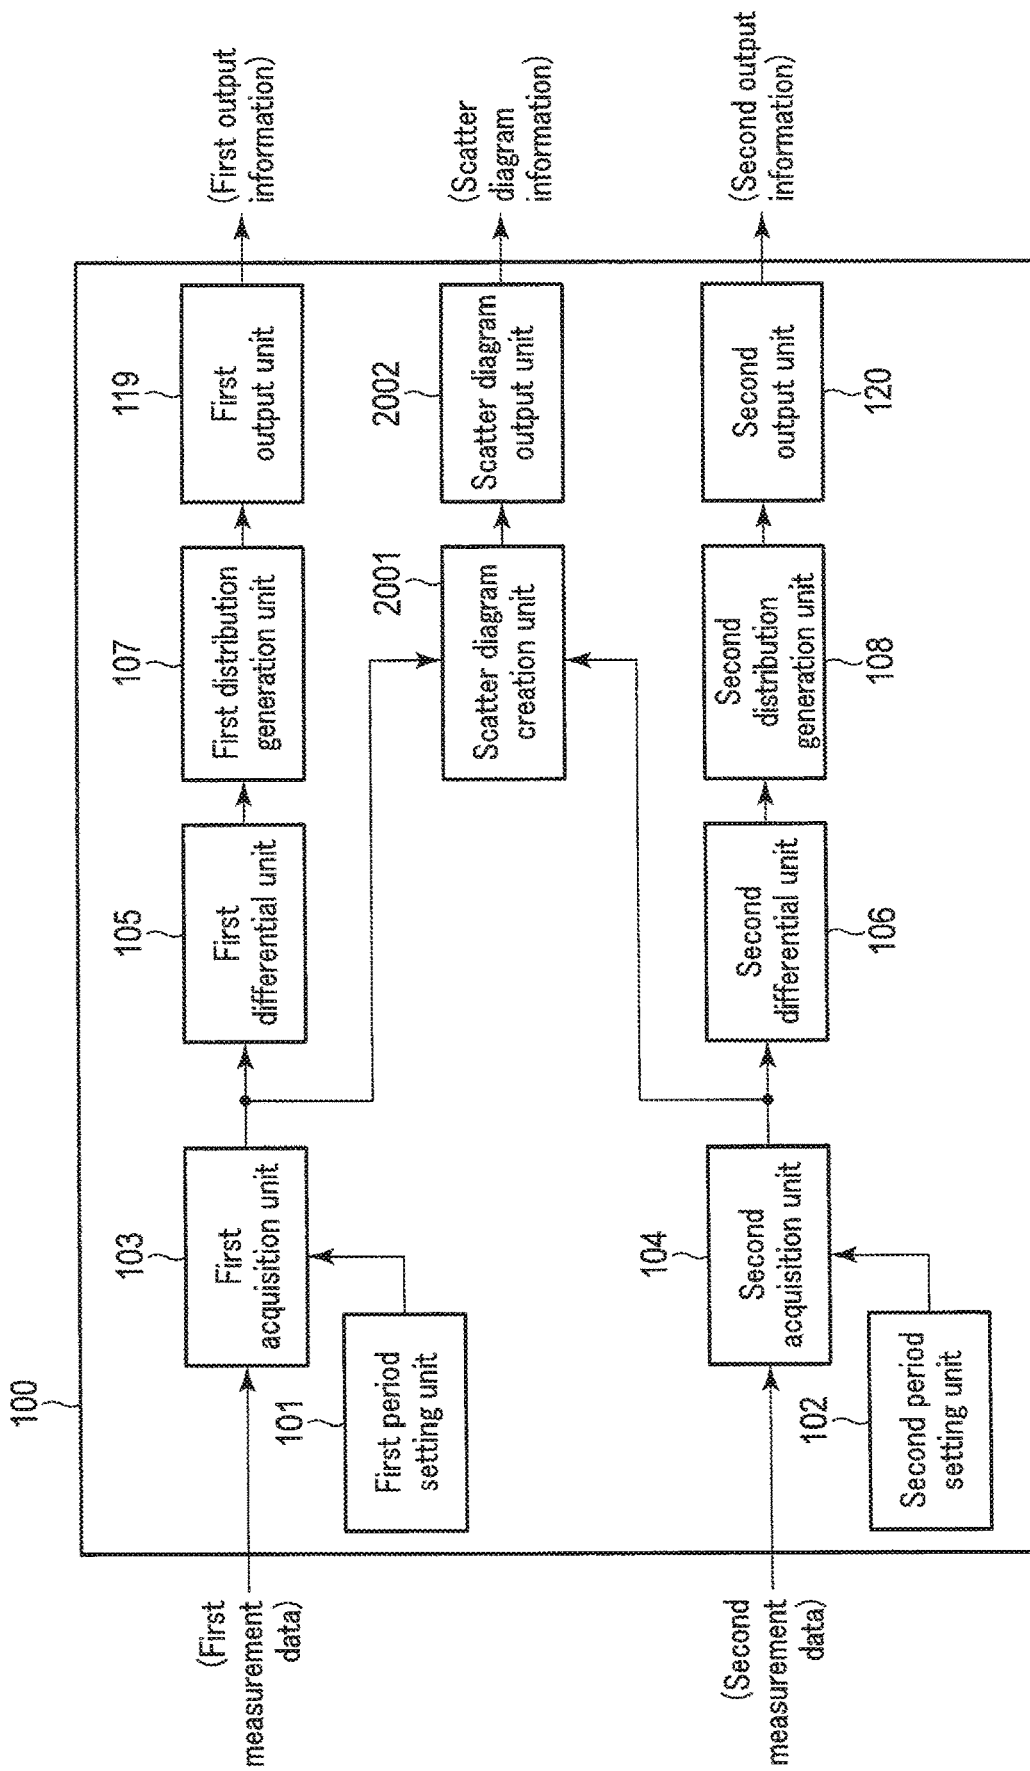 100
(First
measurement
data)
103
First
acquisition unit
101
First period
setting unit
105
First
differential unit
107
First distribution
generation unit
119
First
output unit
(First output
information)
2001
Scatter diagram
creation unit
2002
Scatter diagram
output unit
(Scatter
diagram
information)
(Second
measurement
data)
104
Second
acquisition unit
102
Second period
setting unit
Second
differential unit
106
Second
distribution
generation unit
108
Second
output unit
120
(Second output
information)